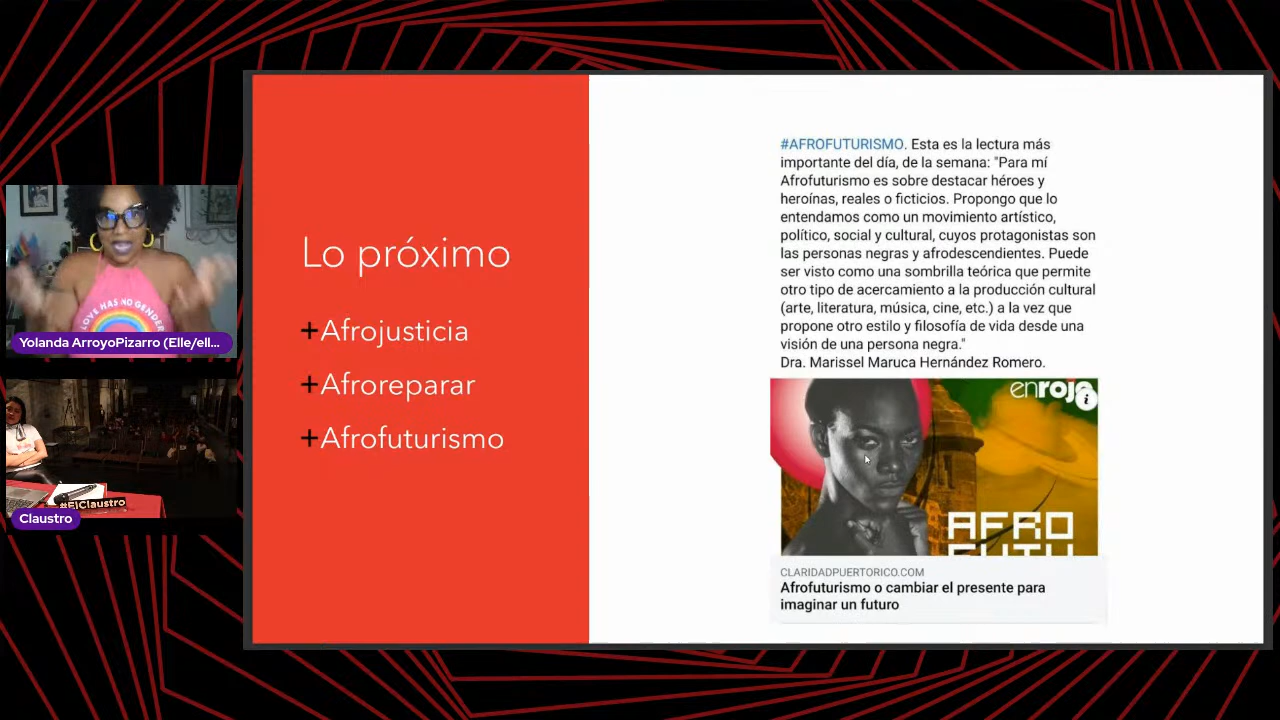 Lo próximo
+Afrojusticia
+Afroreparar
+Afrofuturismo
#AFROFUTURISMO. Esta es la lectura más
importante del día, de la semana: "Para mí
Afrofuturismo es sobre destacar héroes y
heroínas, reales o ficticios. Propongo que lo
entendamos como un movimiento artístico,
político, social y cultural, cuyos protagonistas son
las personas negras y afrodescendientes. Puede
ser visto como una sombrilla teórica que permite
otro tipo de acercamiento a la producción cultural
(arte, literatura, música, cine, etc.) a la vez que
propone otro estilo y filosofía de vida desde una
visión de una persona negra."
Dra. Marissel Maruca Hernández Romero.
enrojo
i
AFRO
FUTU
CLARIDADPUERTORICO.COM
Afrofuturismo o cambiar el presente para
imaginar un futuro
LOVE HAS NO GENDER
Yolanda ArroyoPizarro (Elle/ell...
#ElClaustro
Claustro